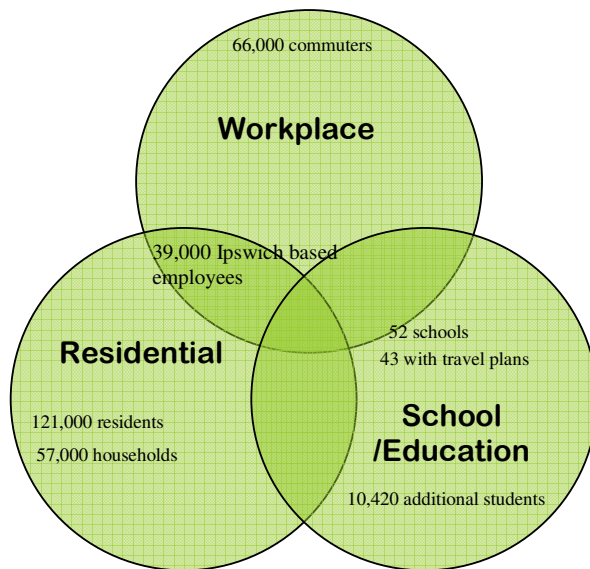 66,000 commuters
Workplace
39,000 Ipswich based
employees
52 schools
43 with travel plans
Residential
121,000 residents
57,000 households
School
/Education
10,420 additional students